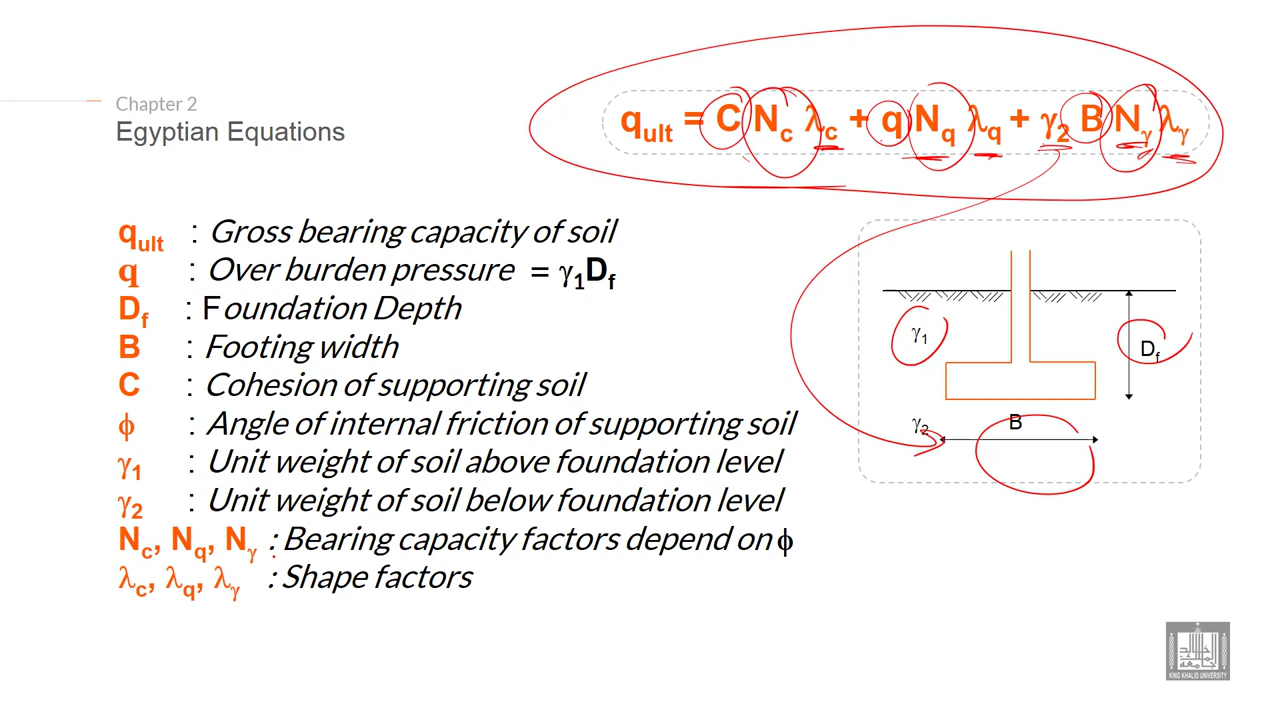 Chapter 2
Egyptian Equations
qult = C Nc λc + q Nq λq + γ2 B Nγ λγ
qult : Gross bearing capacity of soil
q : Over burden pressure = γ1Df
Df : Foundation Depth
B : Footing width
C : Cohesion of supporting soil
ϕ : Angle of internal friction of supporting soil
γ1 : Unit weight of soil above foundation level
γ2 : Unit weight of soil below foundation level
Nc, Nq, Nγ : Bearing capacity factors depend on ϕ
λc, λq, λγ : Shape factors
γ1
Df
γ2
B
KING KHALID UNIVERSITY